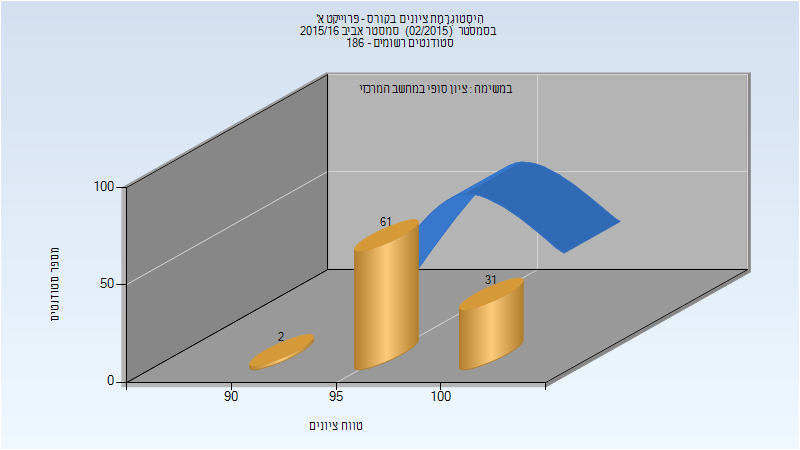 היסטוגרמת ציונים בקורס - פרוייקט א'
בסמסטר (02/2015) סמסטר אביב 2015/16
סטודנטים רשומים - 186
במשימה : ציון סופי במחשב המרכזי
מספר סטודנטים
100
50
0
61
31
2
90
95
100
טווח ציונים